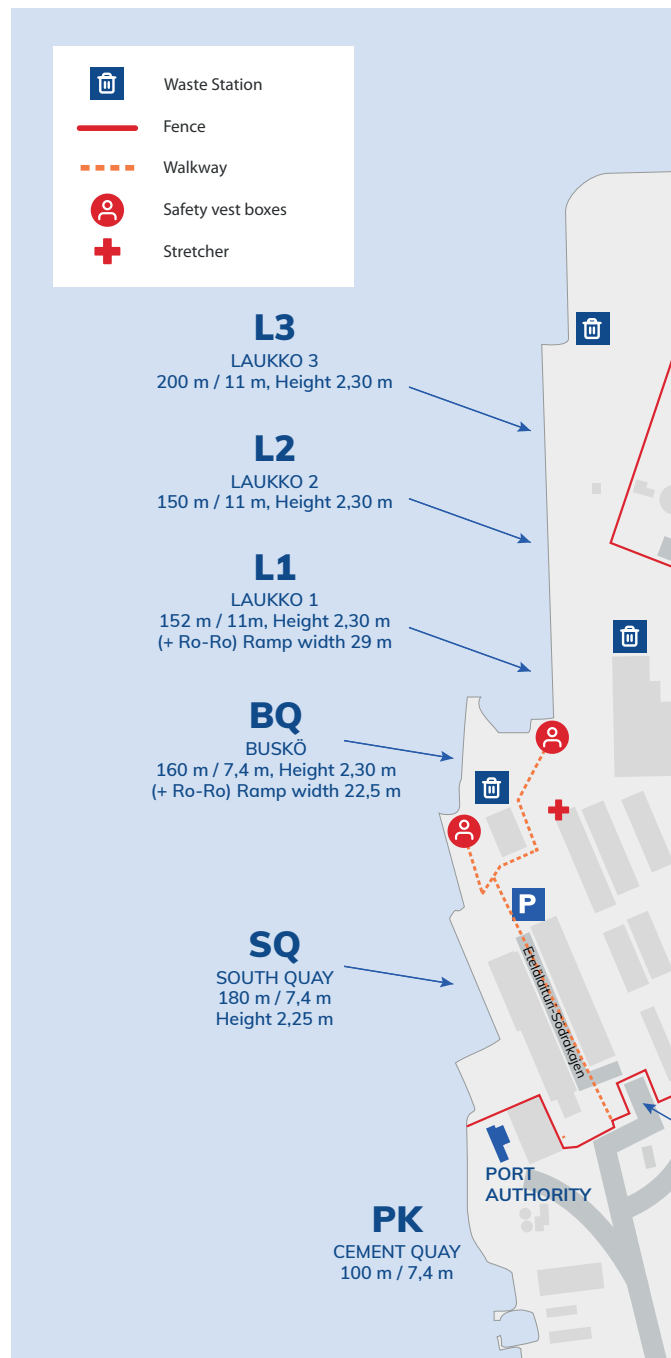 Waste Station
Fence
Walkway
Safety vest boxes
Stretcher
L3
LAUKKO 3
200 m / 11 m, Height 2,30 m
L2
LAUKKO 2
150 m / 11 m, Height 2,30 m
L1
LAUKKO 1
152 m / 11m, Height 2,30 m
(+ Ro-Ro) Ramp width 29 m
BQ
BUSKÖ
160 m / 7,4 m, Height 2,30 m
(+ Ro-Ro) Ramp width 22,5 m
P
SQ
SOUTH QUAY
180 m / 7,4 m
Height 2,25 m
Etelälaituri-Södrakajen
PORT
AUTHORITY
PK
CEMENT QUAY
100 m / 7,4 m